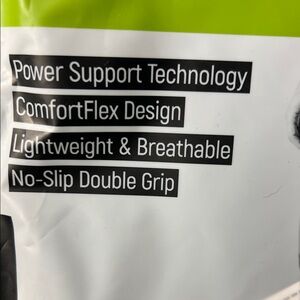 Power Support Technology
ComfortFlex Design
Lightweight & Breathable
No-Slip Double Grip